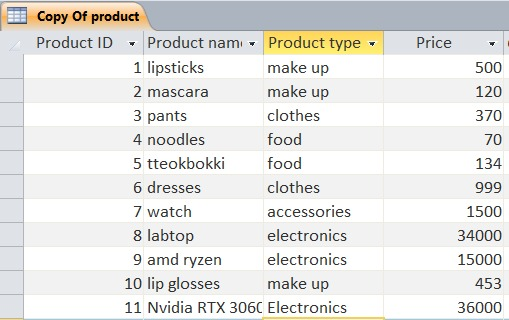 Copy Of product
Product ID Product name Product type Price
1 lipsticks make up 500
2 mascara make up 120
3 pants clothes 370
4 noodles food 70
5 tteokbokki food 134
6 dresses clothes 999
7 watch accessories 1500
8 labtop electronics 34000
9 amd ryzen electronics 15000
10 lip glosses make up 453
11 Nvidia RTX 3060 Electronics 36000